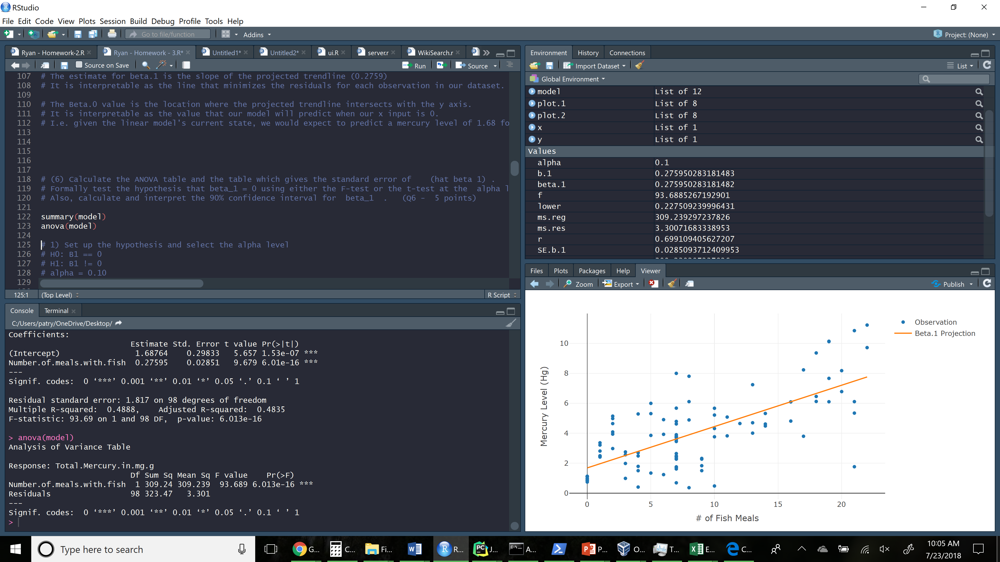 RStudio
File Edit Code View Plots Session Build Debug Profile Tools Help
Go to file/function
Addins
Project: (None)
Ryan - Homework-2.R
Ryan - Homework - 3.R*
Untitled1*
Untitled2*
ui.R
server.r
WikiSearch.r
Source on Save
Run
Source
107 # The estimate for beta.1 is the slope of the projected trendline (0.2759)
108 # It is interpretable as the line that minimizes the residuals for each observation in our dataset.
109
110 # The Beta.0 value is the location where the projected trendline intersects with the y axis.
111 # It is interpretable as the value that our model will predict when our x input is 0.
112 # I.e. given the linear model's current state, we would expect to predict a mercury level of 1.68 fo
113
114
115
116
117
118 # (6) Calculate the ANOVA table and the table which gives the standard error of (hat beta 1) .
119 # Formally test the hypothesis that beta_1 = 0 using either the F-test or the t-test at the alpha l
120 # Also, calculate and interpret the 90% confidence interval for beta_1 . (Q6 - 5 points)
121
122 summary(model)
123 anova(model)
124
125 # 1) Set up the hypothesis and select the alpha level
126 # H0: B1 == 0
127 # H1: B1 != 0
128 # alpha = 0.10
129
125:1 (Top Level) R Script
Console Terminal
C:/Users/patry/OneDrive/Desktop/
Coefficients:
Estimate Std. Error t value Pr(>|t|)
(Intercept) 1.68764 0.29833 5.657 1.53e-07 ***
Number.of.meals.with.fish 0.27595 0.02851 9.679 6.01e-16 ***
---
Signif. codes: 0 ‘***’ 0.001 ‘**’ 0.01 ‘*’ 0.05 ‘.’ 0.1 ‘ ’ 1
Residual standard error: 1.817 on 98 degrees of freedom
Multiple R-squared: 0.4888, Adjusted R-squared: 0.4835
F-statistic: 93.69 on 1 and 98 DF, p-value: 6.013e-16
> anova(model)
Analysis of Variance Table
Response: Total.Mercury.in.mg.g
Df Sum Sq Mean Sq F value Pr(>F)
Number.of.meals.with.fish 1 309.24 309.239 93.689 6.013e-16 ***
Residuals 98 323.47 3.301
---
Signif. codes: 0 ‘***’ 0.001 ‘**’ 0.01 ‘*’ 0.05 ‘.’ 0.1 ‘ ’ 1
>
Environment History Connections
Import Dataset
List
Global Environment
model List of 12
plot.1 List of 8
plot.2 List of 8
x List of 1
y List of 1
Values
alpha 0.1
b.1 0.275950283181483
beta.1 0.275950283181482
f 93.6885267192901
lower 0.227509239996431
ms.reg 309.239297237826
ms.res 3.30071683338953
r 0.699109405627207
SE.b.1 0.0285093712409953
Files Plots Packages Help Viewer
Zoom Export Publish
Observation
Beta.1 Projection
Mercury Level (Hg)
10
8
6
4
2
0
0 5 10 15 20
# of Fish Meals
Type here to search
G...
C...
Fi...
R...
J...
A...
P...
O...
T...
E...
C...
10:05 AM
7/23/2018